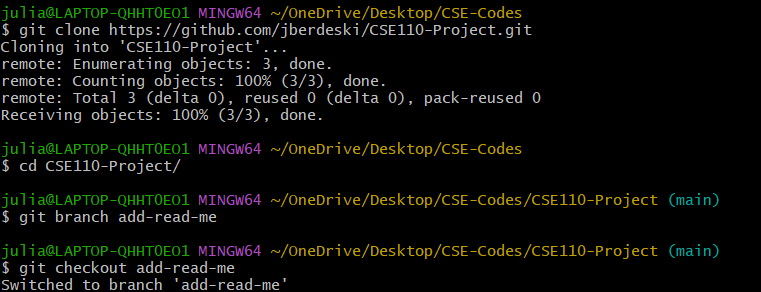 julia@LAPTOP-QHHT0EO1 MINGW64 ~/OneDrive/Desktop/CSE-Codes
$ git clone https://github.com/jberdeski/CSE110-Project.git
Cloning into 'CSE110-Project'...
remote: Enumerating objects: 3, done.
remote: Counting objects: 100% (3/3), done.
remote: Total 3 (delta 0), reused 0 (delta 0), pack-reused 0
Receiving objects: 100% (3/3), done.
julia@LAPTOP-QHHT0EO1 MINGW64 ~/OneDrive/Desktop/CSE-Codes
$ cd CSE110-Project/
julia@LAPTOP-QHHT0EO1 MINGW64 ~/OneDrive/Desktop/CSE-Codes/CSE110-Project (main)
$ git branch add-read-me
julia@LAPTOP-QHHT0EO1 MINGW64 ~/OneDrive/Desktop/CSE-Codes/CSE110-Project (main)
$ git checkout add-read-me
Switched to branch 'add-read-me'